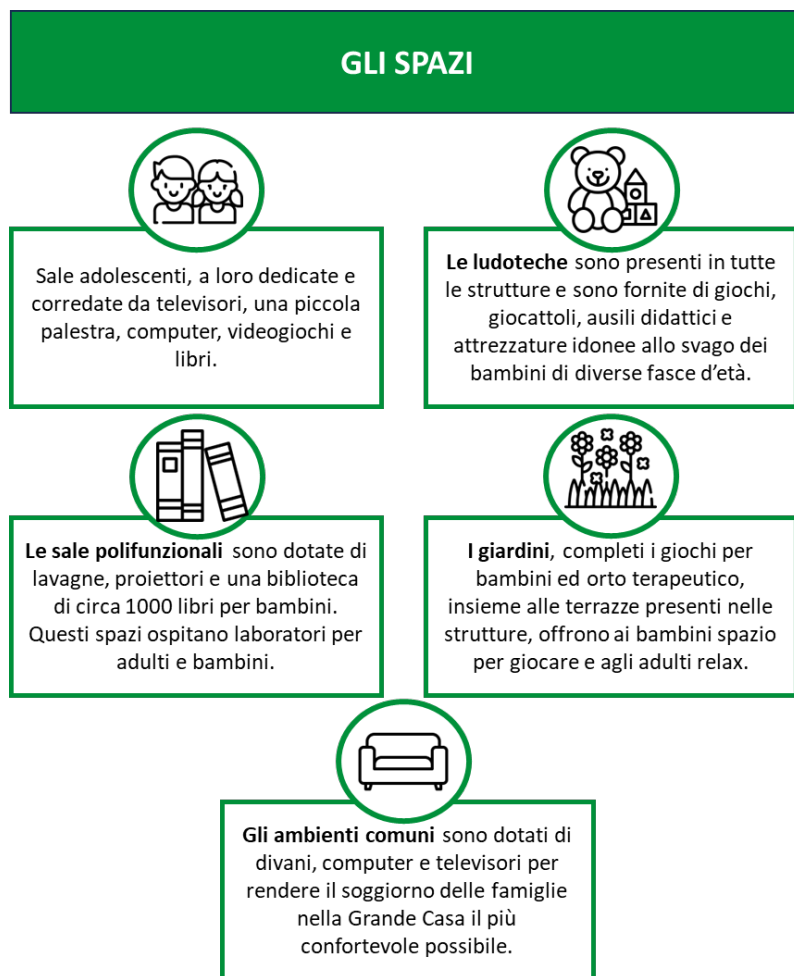 GLI SPAZI
Sale adolescenti, a loro dedicate e
corredate da televisori, una piccola
palestra, computer, videogiochi e
libri.
Le ludoteche sono presenti in tutte
le strutture e sono fornite di giochi,
giocattoli, ausili didattici e
attrezzature idonee allo svago dei
bambini di diverse fasce d'età.
Le sale polifunzionali sono dotate di
lavagne, proiettori e una biblioteca
di circa 1000 libri per bambini.
Questi spazi ospitano laboratori per
adulti e bambini.
I giardini, completi i giochi per
bambini ed orto terapeutico,
insieme alle terrazze presenti nelle
strutture, offrono ai bambini spazio
per giocare e agli adulti relax.
Gli ambienti comuni sono dotati di
divani, computer e televisori per
rendere il soggiorno delle famiglie
nella Grande Casa il più
confortevole possibile.